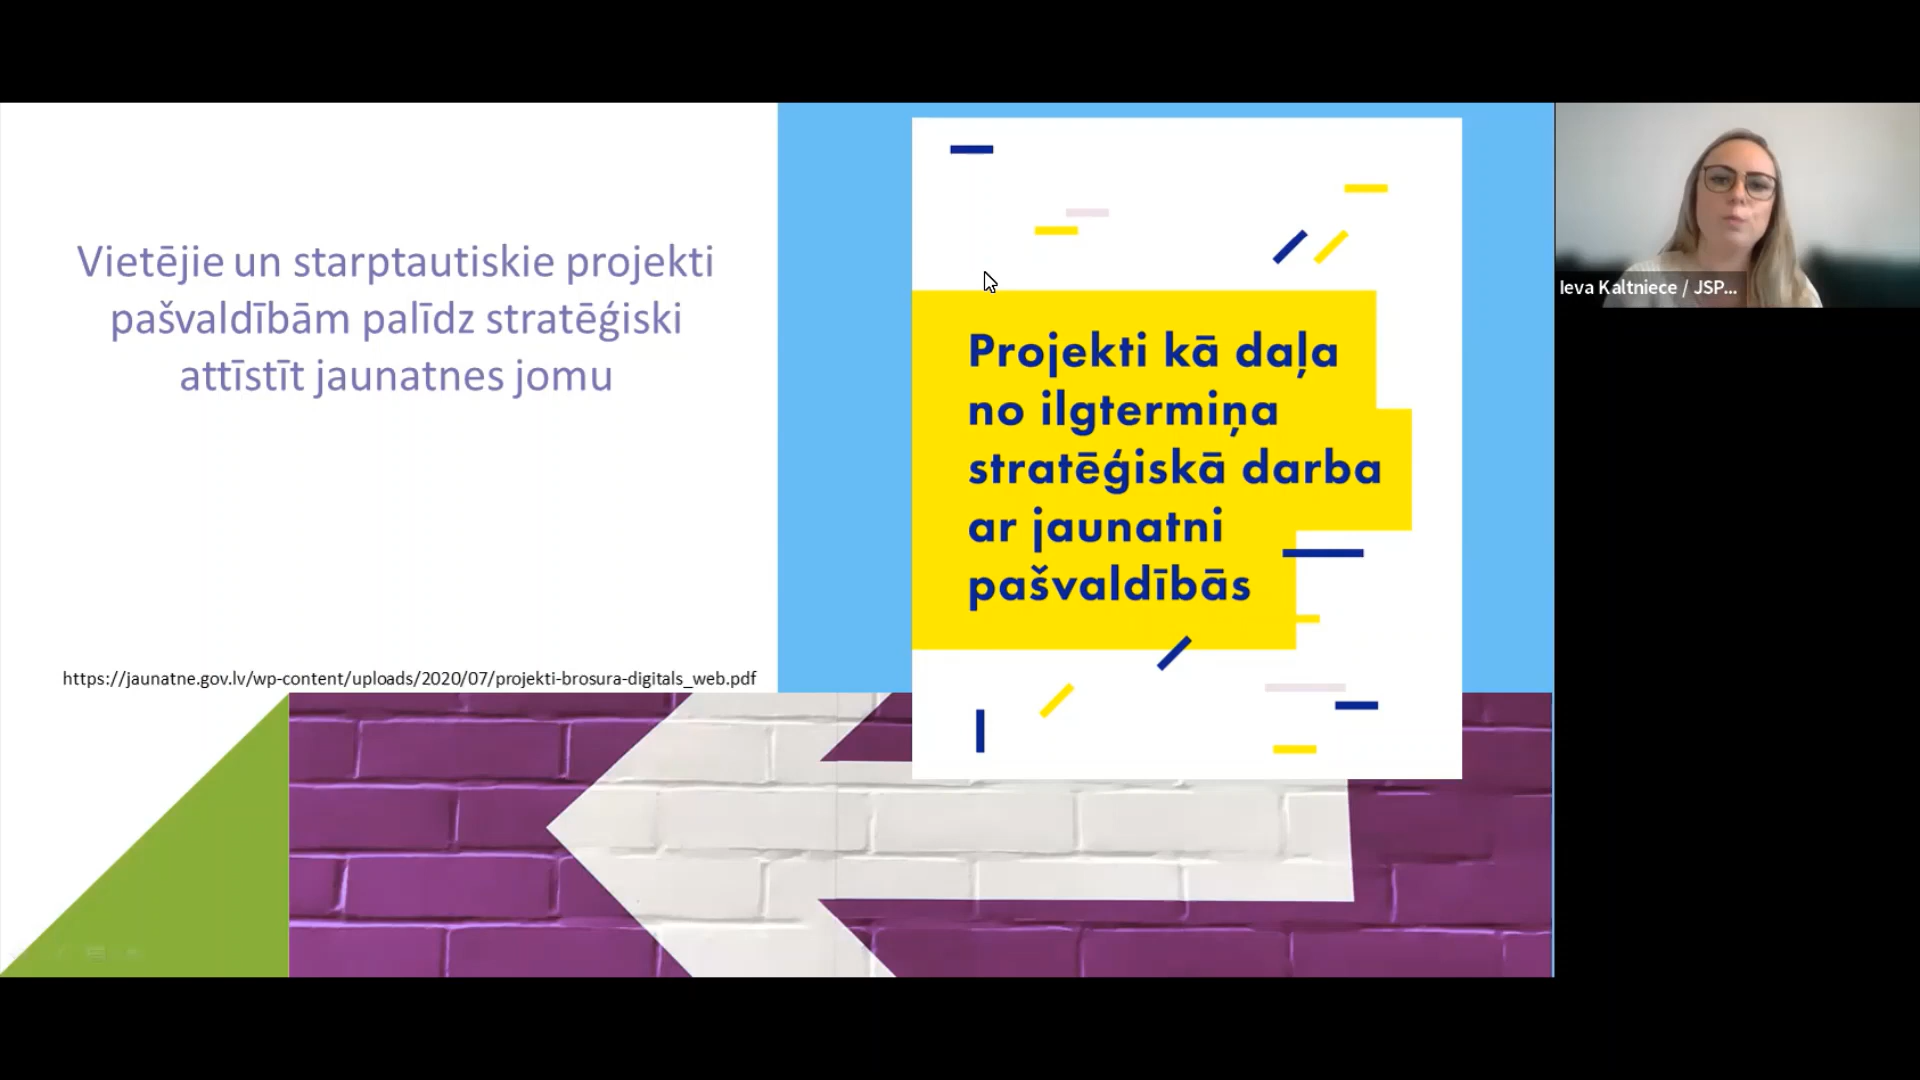 Vietējie un starptautiskie projekti
pašvaldībām palīdz stratēģiski
attīstīt jaunatnes jomu
https://jaunatne.gov.lv/wp-content/uploads/2020/07/projekti-brosura-digitals_web.pdf
Projekti kā daļa
no ilgtermiņa
stratēģiskā darba
ar jaunatni
pašvaldībās
Ieva Kaltniece / JSP...